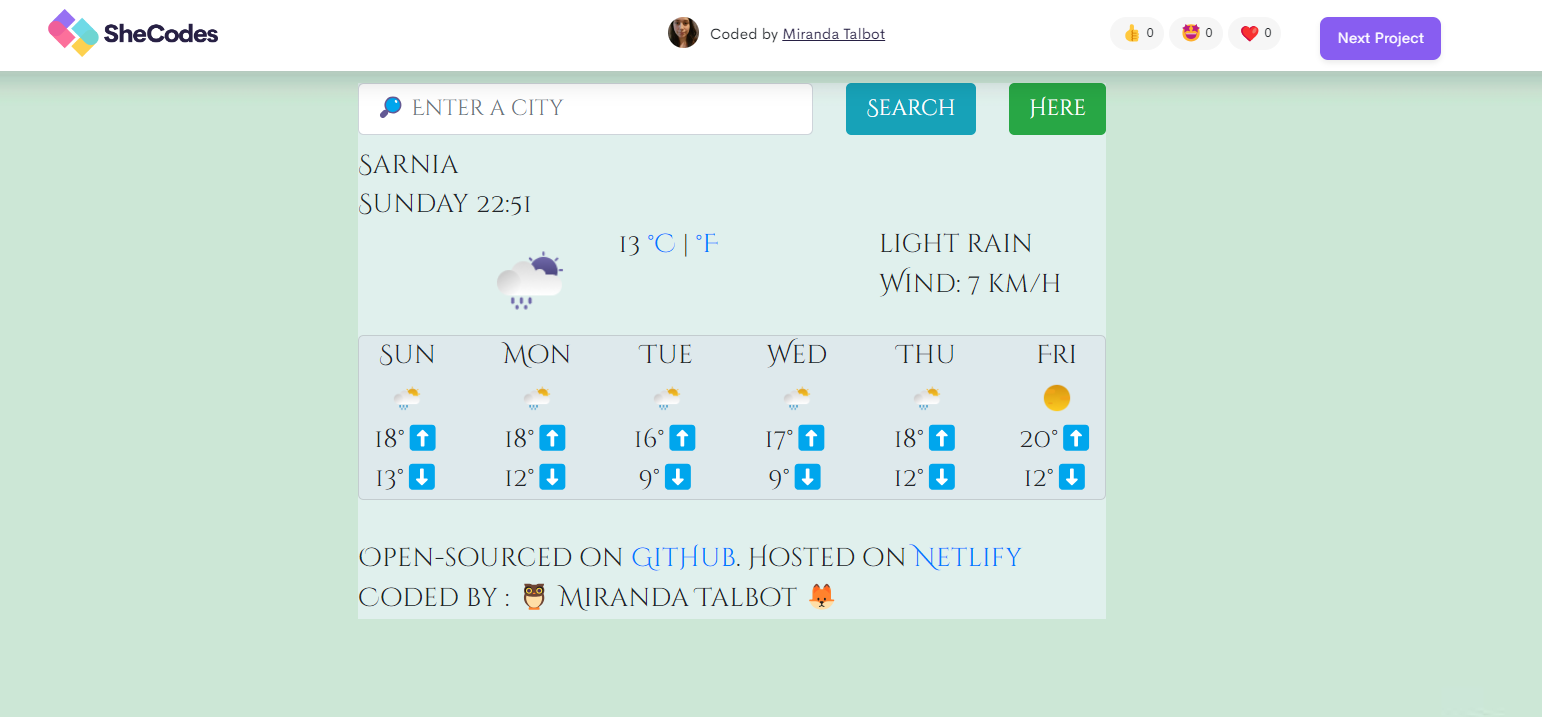 SheCodes
Coded by Miranda Talbot
👍 0 🤩 0 ❤️ 0
Next Project
🔎 Enter a city
Search
Here
Sarnia
Sunday 22:51
13 °C | °F
light rain
Wind: 7 km/h
Sun Mon Tue Wed Thu Fri
18°⬆️ 18°⬆️ 16°⬆️ 17°⬆️ 18°⬆️ 20°⬆️
13°⬇️ 12°⬇️ 9°⬇️ 9°⬇️ 12°⬇️ 12°⬇️
Open-sourced on GitHub. Hosted on Netlify
Coded by : 🦉 Miranda Talbot 🦊